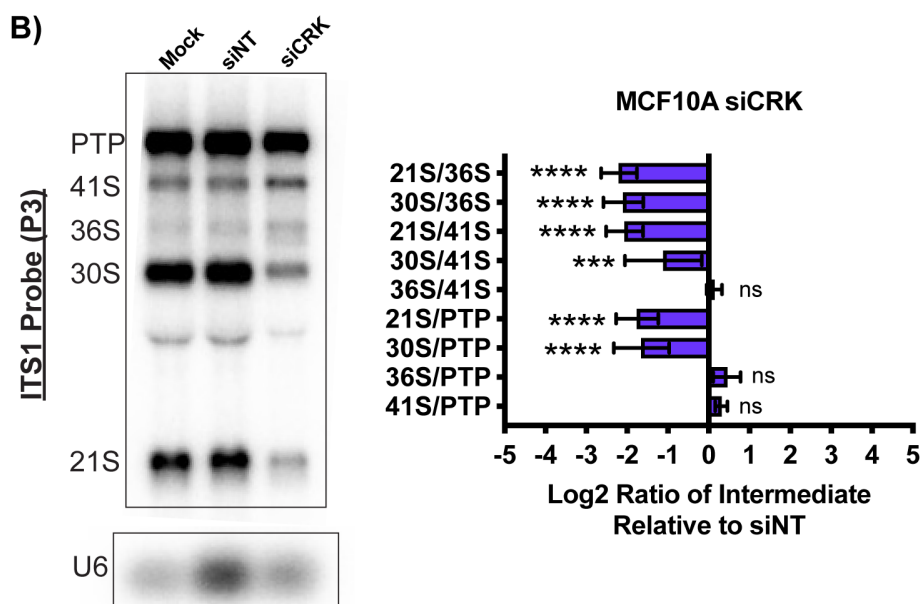 B)
Mock
siNT
siCRK
ITS1 Probe (P3)
PTP
41S
36S
30S
21S
U6
MCF10A siCRK
21S/36S
****
30S/36S
****
21S/41S
****
30S/41S
***
36S/41S
ns
21S/PTP
****
30S/PTP
****
36S/PTP
ns
41S/PTP
ns
-5 -4 -3 -2 -1 0 1 2 3 4 5
Log2 Ratio of Intermediate
Relative to siNT